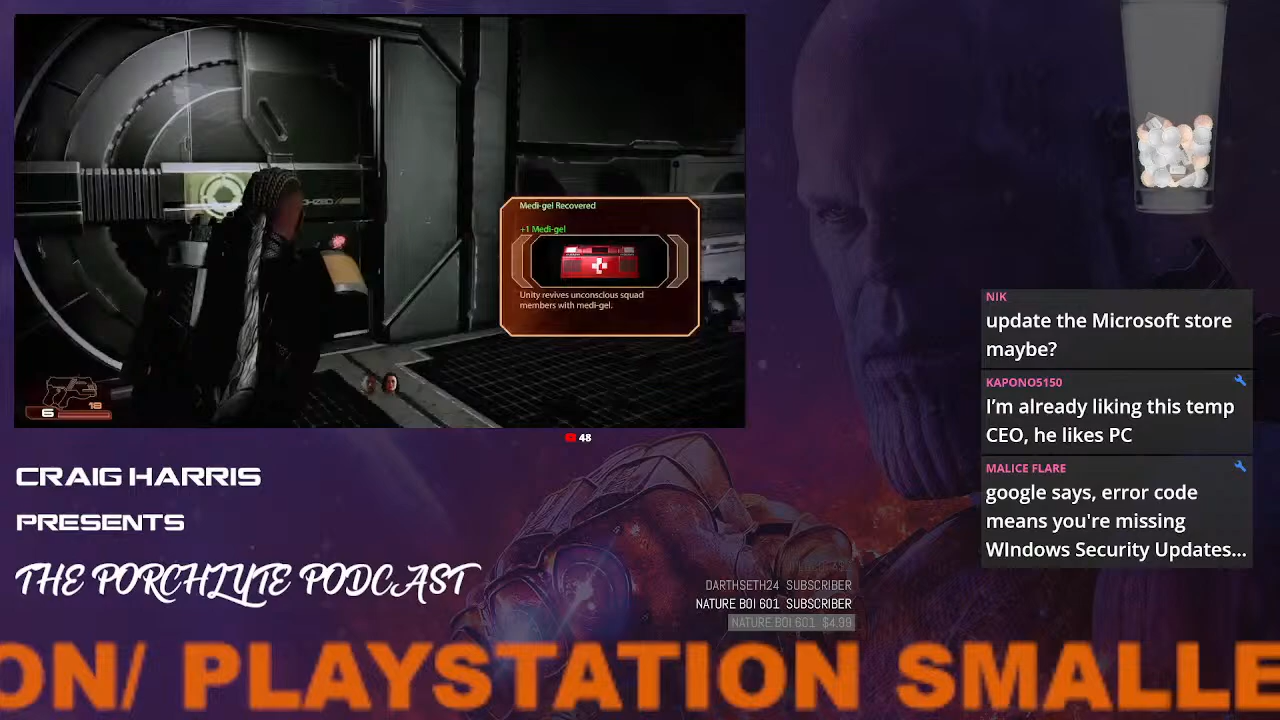 Medi-gel Recovered
+1 Medi-gel
Unity revives unconscious squad
members with medi-gel.
6
18
48
CRAIG HARRIS
PRESENTS
THE PORCHLYTE PODCAST
NIK
update the Microsoft store
maybe?
KAPONO5150
I'm already liking this temp
CEO, he likes PC
MALICE FLARE
google says, error code
means you're missing
WIndows Security Updates...
DARTHSETH24 SUBSCRIBER
NATURE BOI 601 SUBSCRIBER
NATURE BOI 601 $4.99
ON/ PLAYSTATION SMALLE